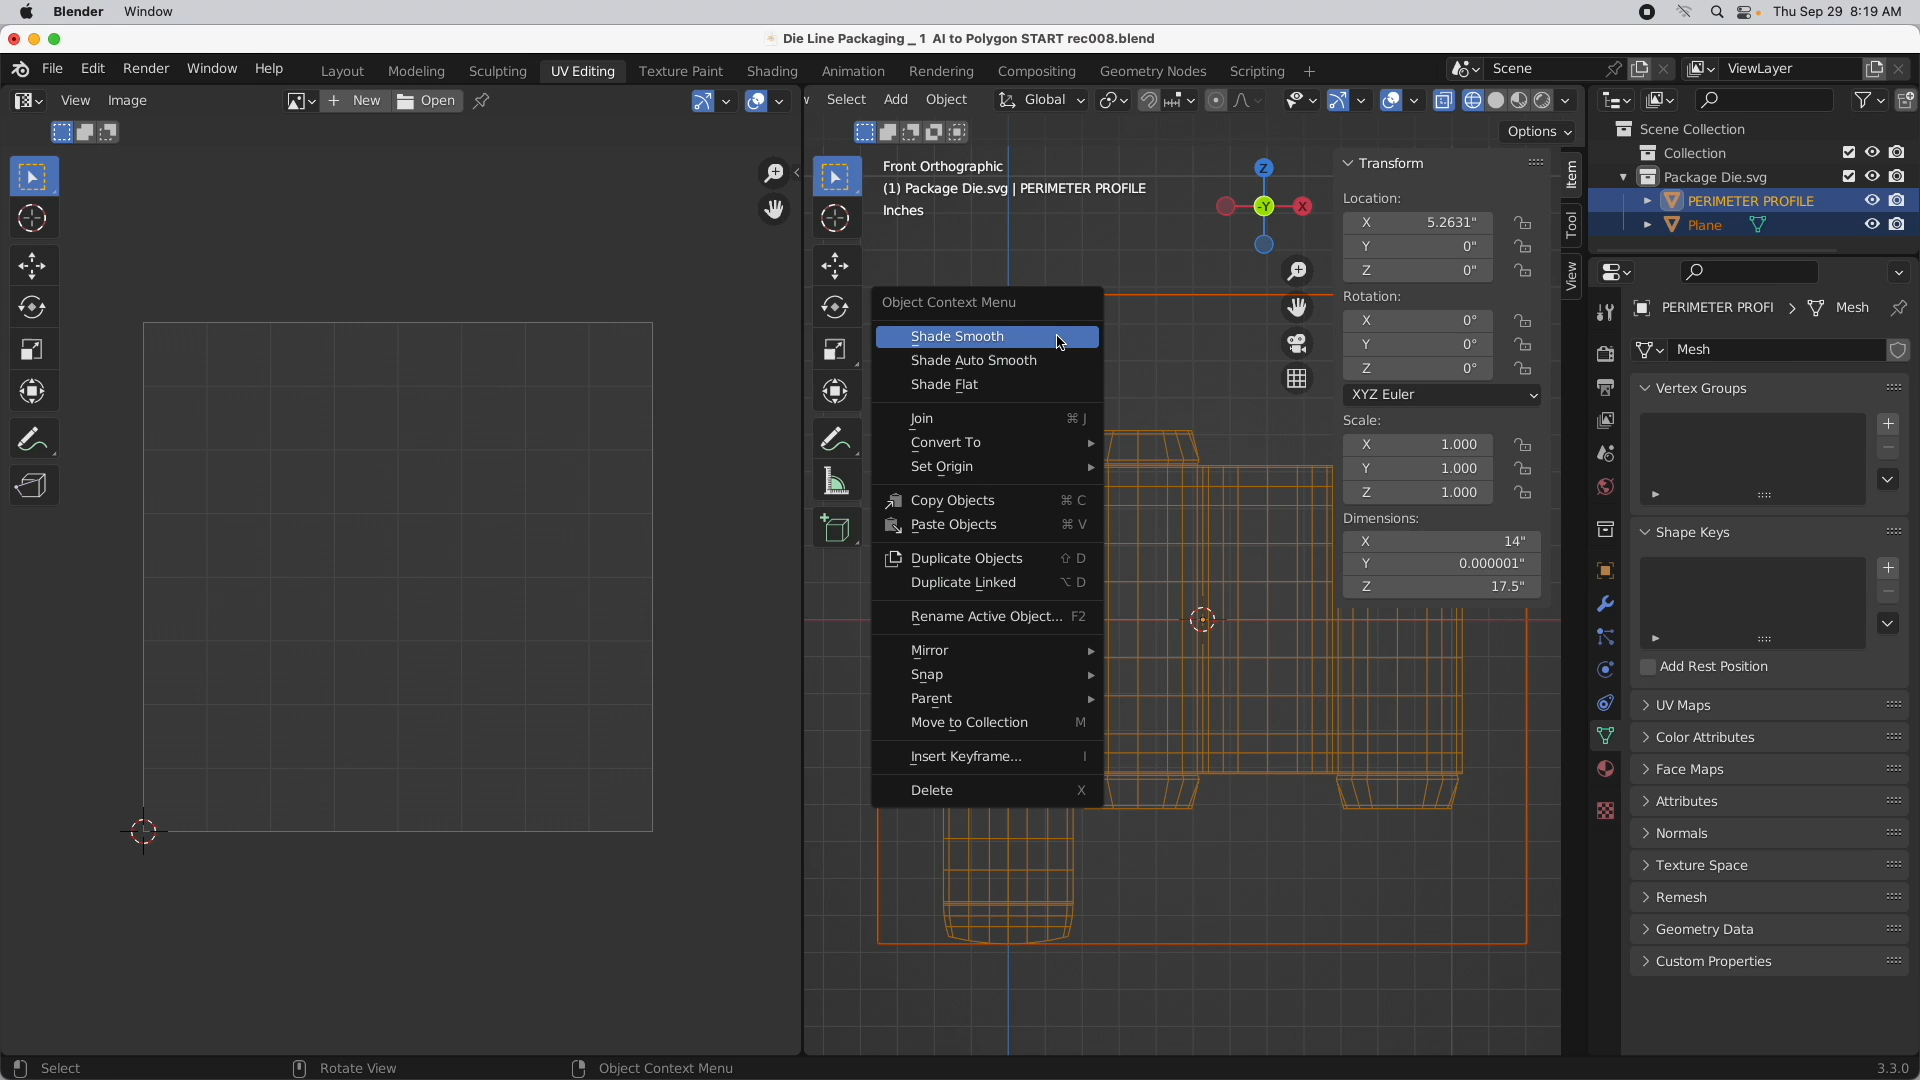 Blender Window
Thu Sep 29 8:19 AM
Die Line Packaging _ 1 AI to Polygon START rec008.blend
File Edit Render Window Help
Layout Modeling Sculpting UV Editing Texture Paint Shading Animation Rendering Compositing Geometry Nodes Scripting
Scene
ViewLayer
View Image
New Open
Select Add Object
Global
Options
Front Orthographic
(1) Package Die.svg | PERIMETER PROFILE
Inches
Z
-Y
X
Object Context Menu
Shade Smooth
Shade Auto Smooth
Shade Flat
Join ⌘ J
Convert To
Set Origin
Copy Objects ⌘ C
Paste Objects ⌘ V
Duplicate Objects ⇧ D
Duplicate Linked ⌥ D
Rename Active Object... F2
Mirror
Snap
Parent
Move to Collection M
Insert Keyframe... I
Delete X
Transform
Location:
X 5.2631"
Y 0"
Z 0"
Rotation:
X 0°
Y 0°
Z 0°
XYZ Euler
Scale:
X 1.000
Y 1.000
Z 1.000
Dimensions:
X 14"
Y 0.000001"
Z 17.5"
Item
Tool
View
Scene Collection
Collection
Package Die.svg
PERIMETER PROFILE
Plane
PERIMETER PROFI
Mesh
Mesh
Vertex Groups
Shape Keys
Add Rest Position
UV Maps
Color Attributes
Face Maps
Attributes
Normals
Texture Space
Remesh
Geometry Data
Custom Properties
Select
Rotate View
Object Context Menu
3.3.0